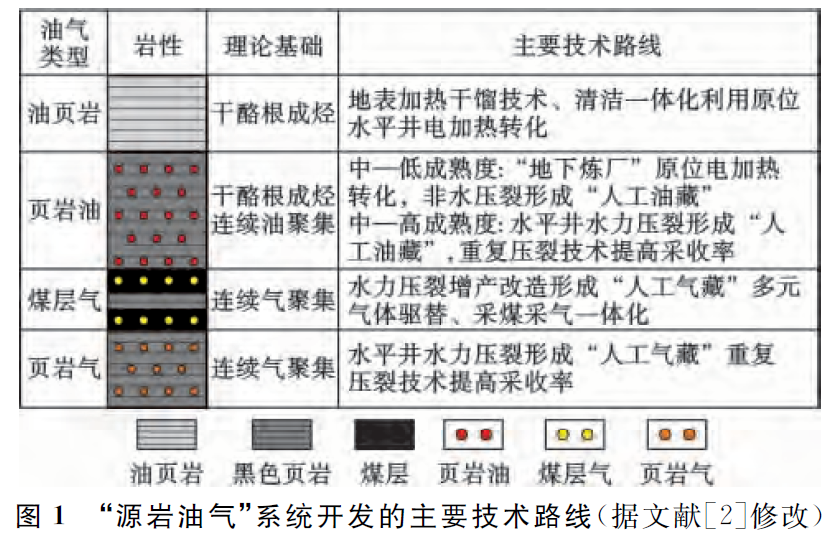 油气
类型
岩性
理论基础
主要技术路线
油页岩
干酪根成烃
地表加热干馏技术、清洁一体化利用原位
水平井电加热转化
页岩油
干酪根成烃
连续油聚集
中—低成熟度:“地下炼厂”原位电加热
转化，非水压裂形成“人工油藏”
中—高成熟度:水平井水力压裂形成“人
工油藏”,重复压裂技术提高采收率
煤层气
连续气聚集
水力压裂增产改造形成“人工气藏”多元
气体驱替、采煤采气一体化
页岩气
连续气聚集
水平井水力压裂形成“人工气藏”重复
压裂技术提高采收率
油页岩
黑色页岩
煤层
页岩油
煤层气
页岩气
图 1 “源岩油气”系统开发的主要技术路线(据文献[2]修改)